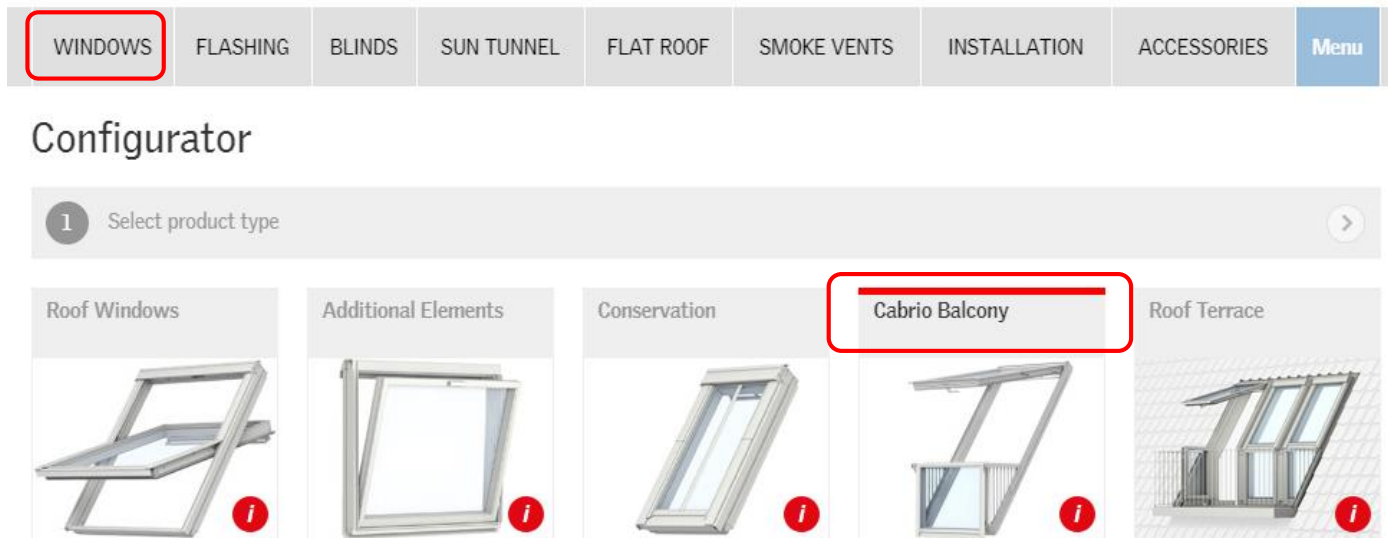 WINDOWS FLASHING BLINDS SUN TUNNEL FLAT ROOF SMOKE VENTS INSTALLATION ACCESSORIES Menu
Configurator
1 Select product type
Roof Windows Additional Elements Conservation Cabrio Balcony Roof Terrace
i i i i i